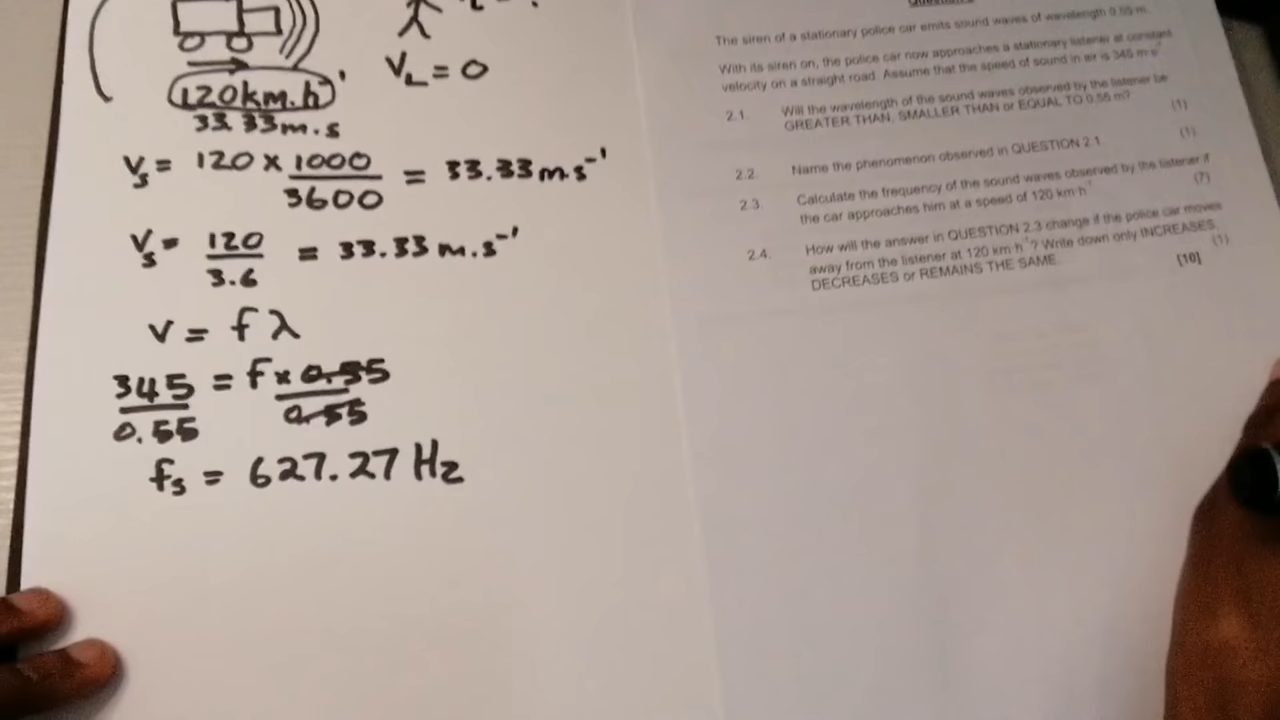 V_L = 0
120km.h⁻'
33.33m.s
V_s = 120 × 1000 / 3600 = 33.33 m.s⁻'
V_s = 120 / 3.6 = 33.33 m.s⁻'
v = f λ
345 / 0.55 = f × 0.55 / 0.55
f_s = 627.27 Hz
The siren of a stationary police car emits sound waves of wavelength 0.55 m.
With its siren on, the police car now approaches a stationary listener at constant
velocity on a straight road. Assume that the speed of sound in air is 345 m·s⁻¹
2.1. Will the wavelength of the sound waves observed by the listener be
GREATER THAN, SMALLER THAN or EQUAL TO 0.55 m? (1)
2.2. Name the phenomenon observed in QUESTION 2.1. (1)
2.3. Calculate the frequency of the sound waves observed by the listener if
the car approaches him at a speed of 120 km·h⁻¹ (7)
2.4. How will the answer in QUESTION 2.3 change if the police car moves
away from the listener at 120 km·h⁻¹? Write down only INCREASES,
DECREASES or REMAINS THE SAME. (1)
[10]